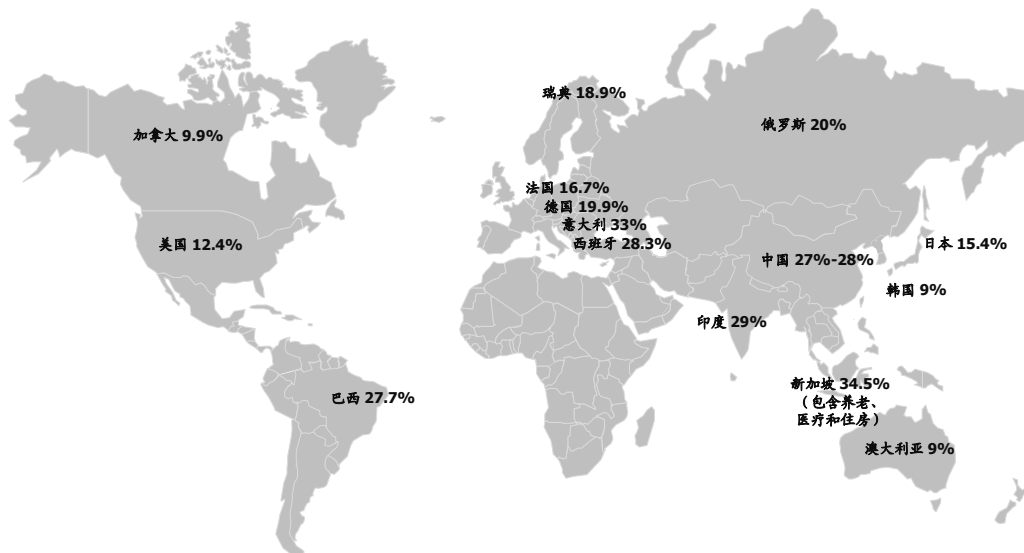 瑞典 18.9%
加拿大 9.9%
俄罗斯 20%
法国 16.7%
德国 19.9%
意大利 33%
美国 12.4%
西班牙 28.3%
日本 15.4%
中国 27%-28%
韩国 9%
印度 29%
新加坡 34.5%
（包含养老、
医疗和住房）
巴西 27.7%
澳大利亚 9%